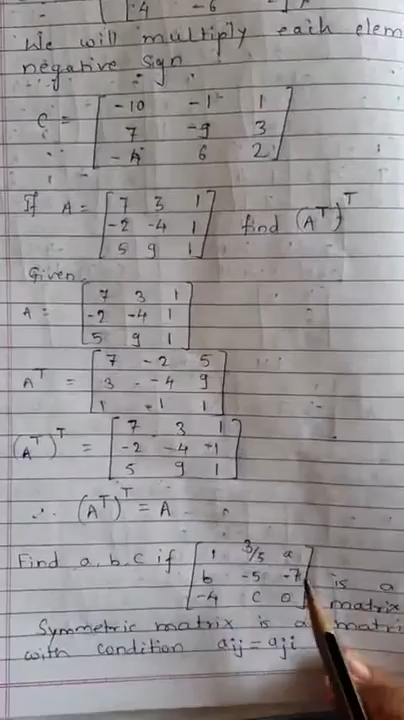 4 -6
We will multiply each elem
negative sign
C = [ -10 -1 1
7 -9 3
-4 6 2 ]
If A = [ 7 3 1
-2 -4 1
5 9 1 ] find (A^T)^T
Given,
A = [ 7 3 1
-2 -4 1
5 9 1 ]
A^T = [ 7 -2 5
3 -4 9
1 1 1 ]
(A^T)^T = [ 7 3 1
-2 -4 1
5 9 1 ]
∴ (A^T)^T = A
Find a, b, c if [ 1 3/5 a
b -5 -7
-4 c 0 ] is a
matrix
Symmetric matrix is a matri
with condition aij = aji